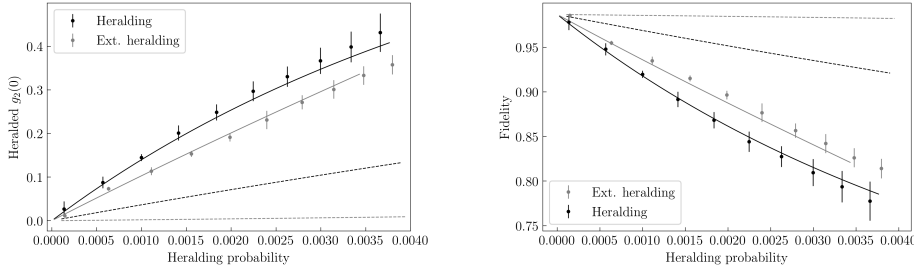 Heralding
Ext. heralding
0.4
0.3
0.2
0.1
0.0
Heralded g₂(0)
0.0000 0.0005 0.0010 0.0015 0.0020 0.0025 0.0030 0.0035 0.0040
Heralding probability
0.95
0.90
0.85
0.80
0.75
Fidelity
Ext. heralding
Heralding
0.0000 0.0005 0.0010 0.0015 0.0020 0.0025 0.0030 0.0035 0.0040
Heralding probability